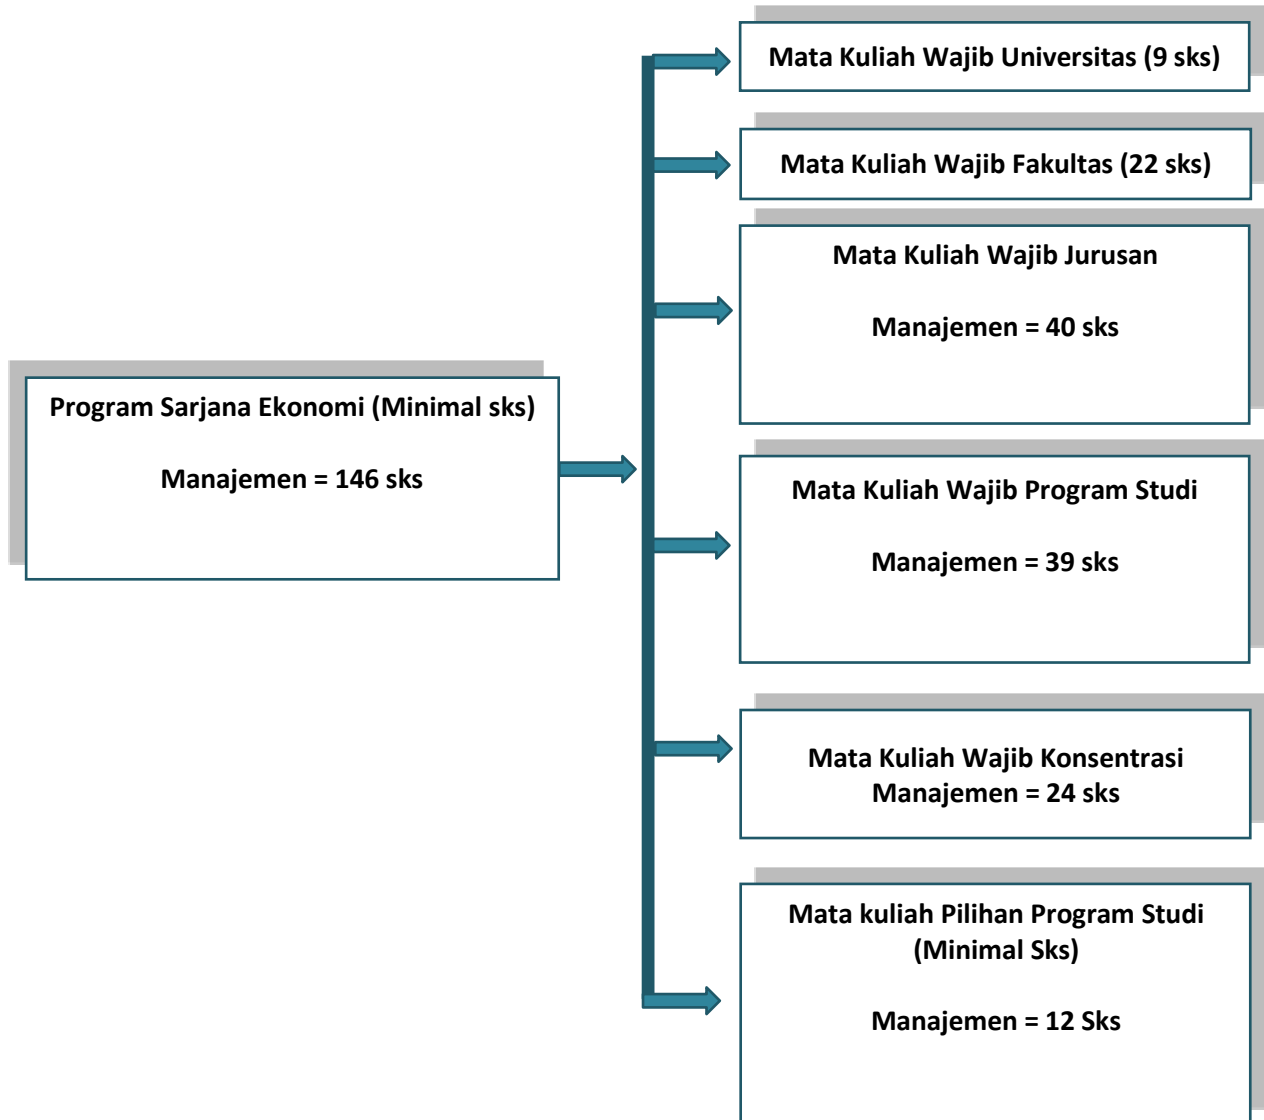 Mata Kuliah Wajib Universitas (9 sks)
Mata Kuliah Wajib Fakultas (22 sks)
Mata Kuliah Wajib Jurusan
Manajemen = 40 sks
Program Sarjana Ekonomi (Minimal sks)
Manajemen = 146 sks
Mata Kuliah Wajib Program Studi
Manajemen = 39 sks
Mata Kuliah Wajib Konsentrasi
Manajemen = 24 sks
Mata kuliah Pilihan Program Studi
(Minimal Sks)
Manajemen = 12 Sks